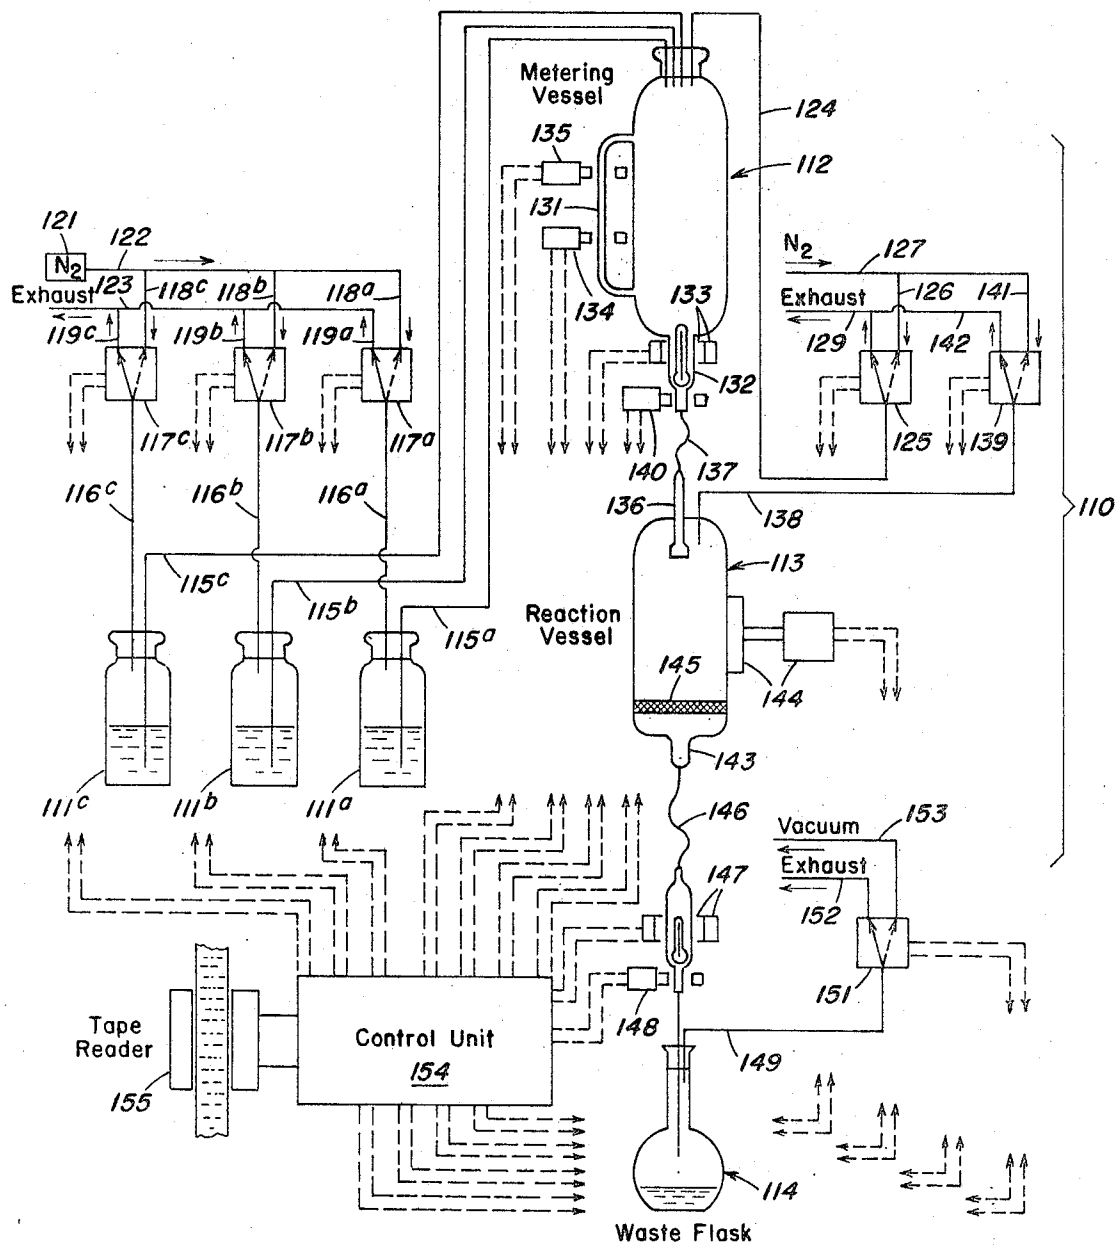 Metering
Vessel
124
135
112
131
132
133
134
121
122
N2
123
118c
118b
118a
Exhaust
119c
119b
119a
117c
117b
117a
N2
127
Exhaust
126
141
129
142
125
139
140
137
136
138
110
116c
116b
116a
115c
115b
115a
113
Reaction
Vessel
145
144
143
111c
111b
111a
146
Vacuum
153
Exhaust
152
147
151
148
149
Tape
Reader
155
Control Unit
154
114
Waste Flask